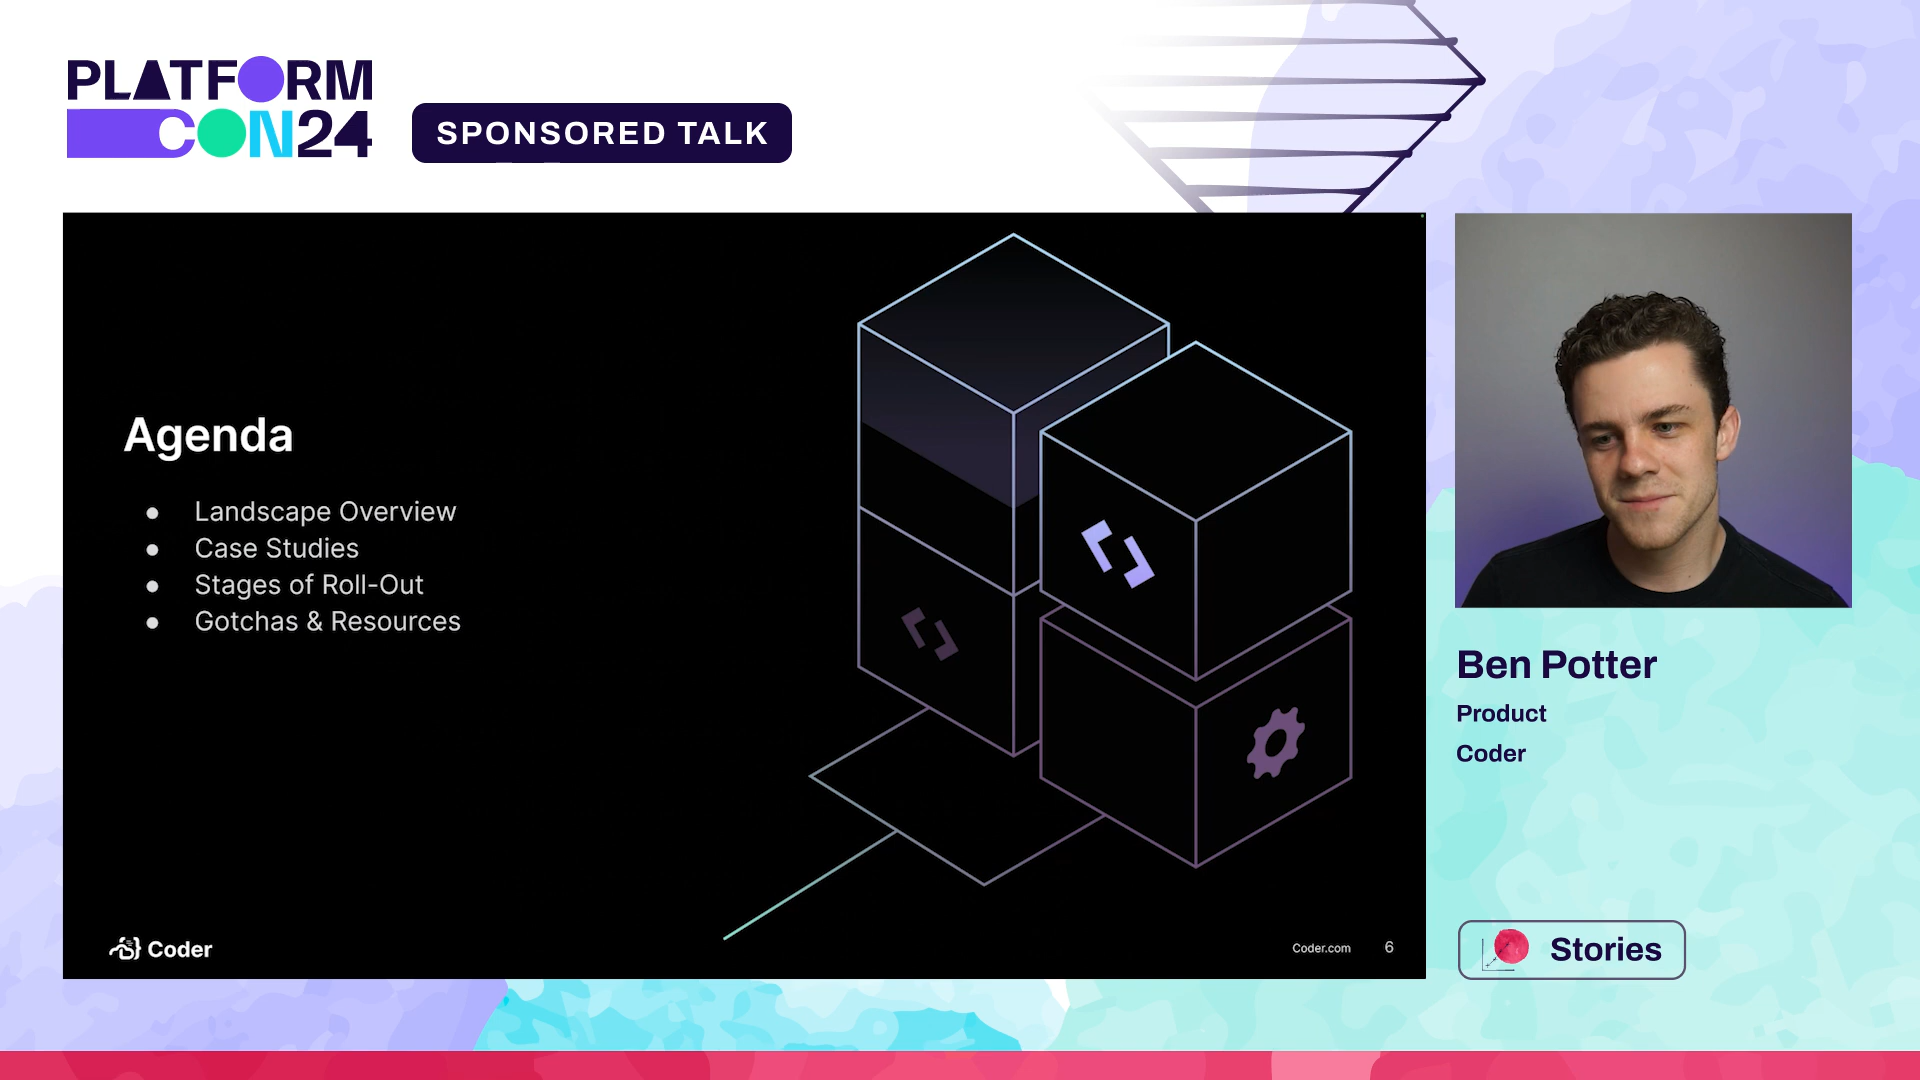 PLATFORM
CON24
SPONSORED TALK
Agenda
● Landscape Overview
● Case Studies
● Stages of Roll-Out
● Gotchas & Resources
Coder
Coder.com 6
Ben Potter
Product
Coder
Stories